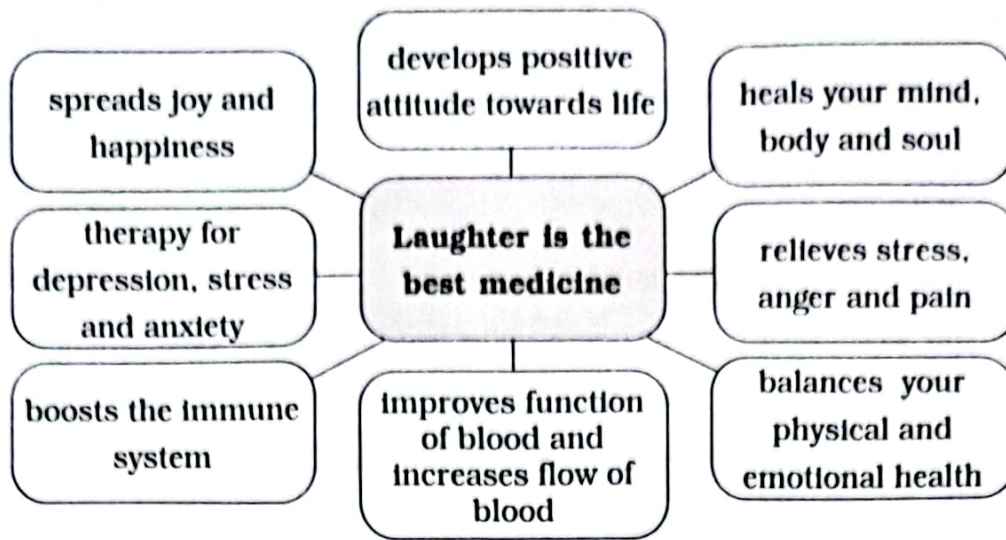 develops positive
attitude towards life
spreads joy and
happiness
heals your mind,
body and soul
Laughter is the
best medicine
therapy for
depression, stress
and anxiety
relieves stress,
anger and pain
boosts the immune
system
improves function
of blood and
increases flow of
blood
balances your
physical and
emotional health